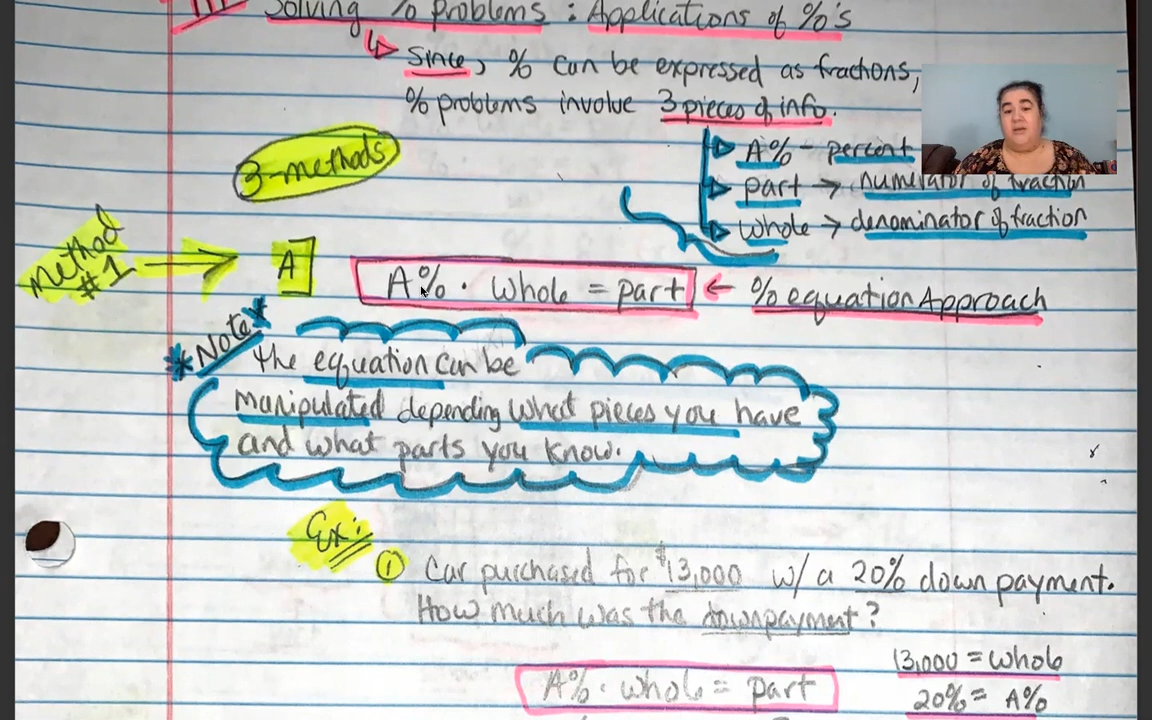 III Solving % Problems : Applications of %'s
Since, % can be expressed as fractions,
% problems involve 3 pieces of info.
3-methods
A% - percent
part → numerator of fraction
whole → denominator of fraction
Method #1 → A
A% · whole = part ← % equation Approach
*Note*
the equation can be
manipulated depending what pieces you have
and what parts you know.
Ex:
① Car purchased for $13,000 w/ a 20% down payment.
How much was the downpayment?
13,000 = whole
A% · whole = part
20% = A%